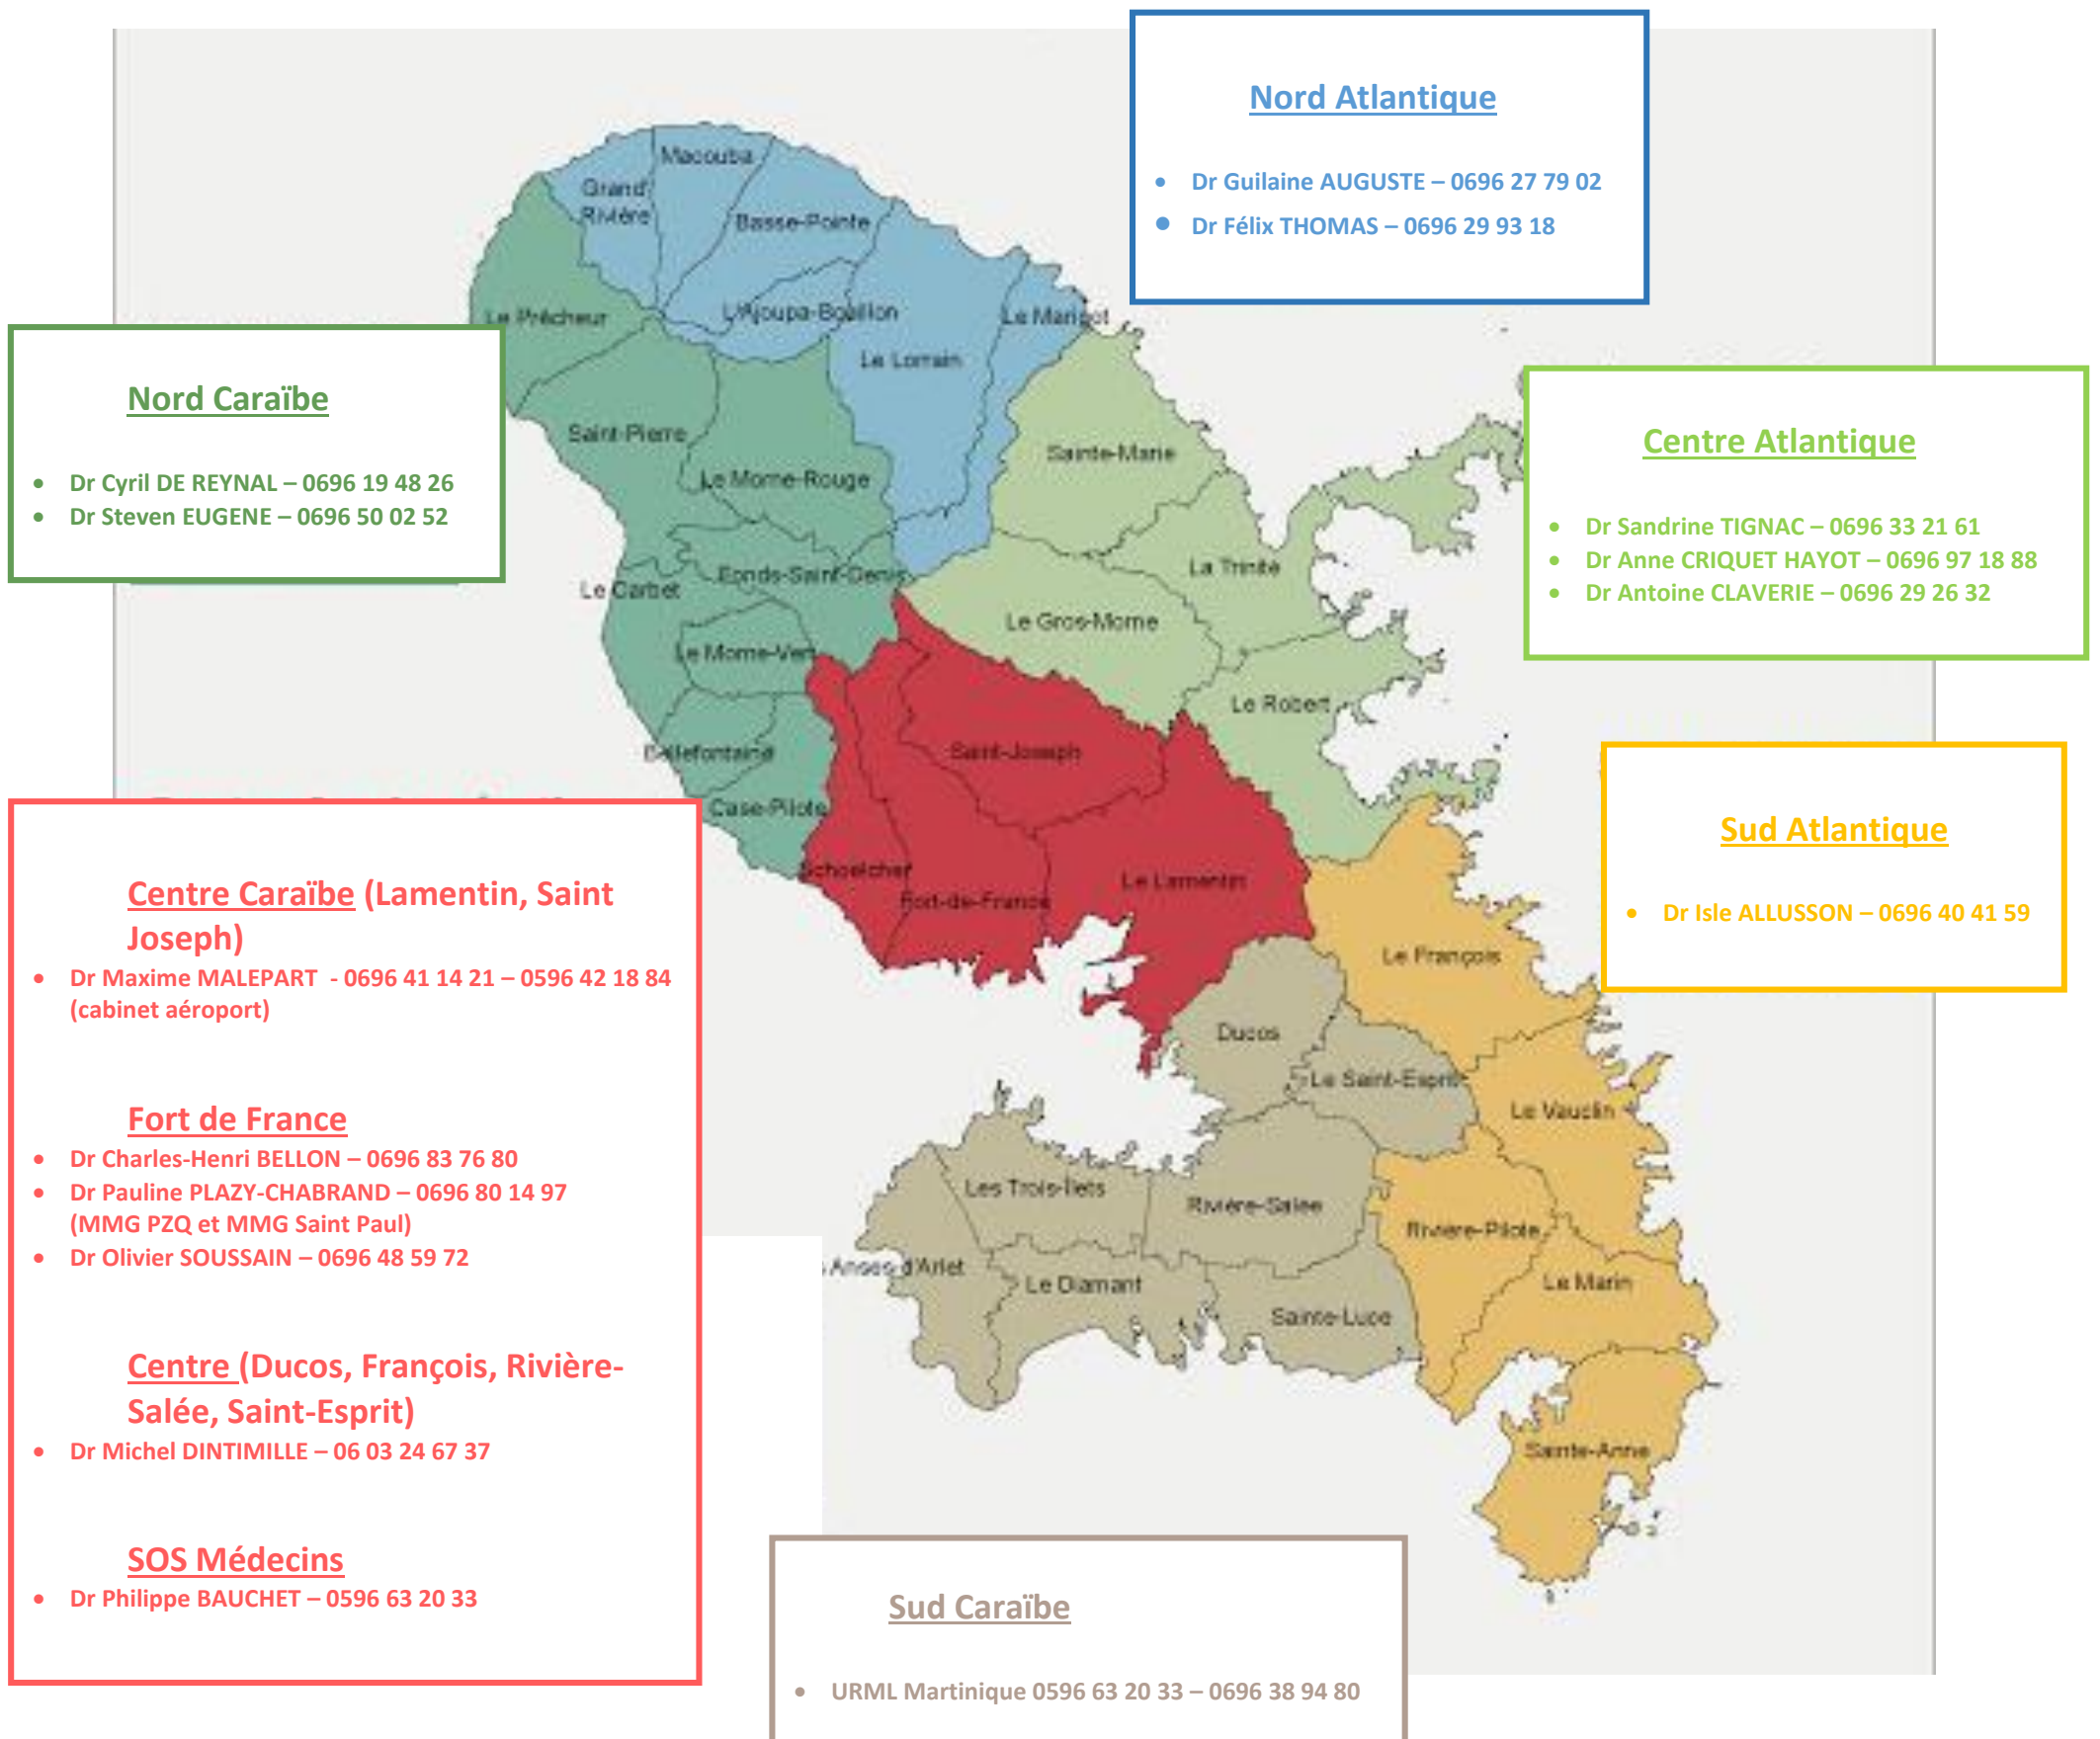 Nord Atlantique
• Dr Guilaine AUGUSTE – 0696 27 79 02
• Dr Félix THOMAS – 0696 29 93 18
Nord Caraïbe
• Dr Cyril DE REYNAL – 0696 19 48 26
• Dr Steven EUGENE – 0696 50 02 52
Centre Atlantique
• Dr Sandrine TIGNAC – 0696 33 21 61
• Dr Anne CRIQUET HAYOT – 0696 97 18 88
• Dr Antoine CLAVERIE – 0696 29 26 32
Sud Atlantique
• Dr Isle ALLUSSON – 0696 40 41 59
Centre Caraïbe (Lamentin, Saint
Joseph)
• Dr Maxime MALEPART - 0696 41 14 21 – 0596 42 18 84
(cabinet aéroport)
Fort de France
• Dr Charles-Henri BELLON – 0696 83 76 80
• Dr Pauline PLAZY-CHABRAND – 0696 80 14 97
(MMG PZQ et MMG Saint Paul)
• Dr Olivier SOUSSAIN – 0696 48 59 72
Centre (Ducos, François, Rivière-
Salée, Saint-Esprit)
• Dr Michel DINTIMILLE – 06 03 24 67 37
SOS Médecins
• Dr Philippe BAUCHET – 0596 63 20 33
Sud Caraïbe
• URML Martinique 0596 63 20 33 – 0696 38 94 80
Macouba
Grand
Rivière
Basse-Pointe
Le Prêcheur
L'Ajoupa-Bouillon
Le Marigot
Le Lorrain
Saint-Pierre
Sainte-Marie
Le Morne-Rouge
La Trinité
Fonds-Saint-Denis
Le Carbet
Le Gros-Morne
Le Morne-Vert
Le Robert
Bellefontaine
Saint-Joseph
Case-Pilote
Schoelcher
Le Lamentin
Fort-de-France
Le François
Ducos
Le Saint-Esprit
Le Vauclin
Les Trois-Îlets
Rivière-Salée
Rivière-Pilote
Anses d'Arlet
Le Diamant
Le Marin
Sainte-Luce
Sainte-Anne